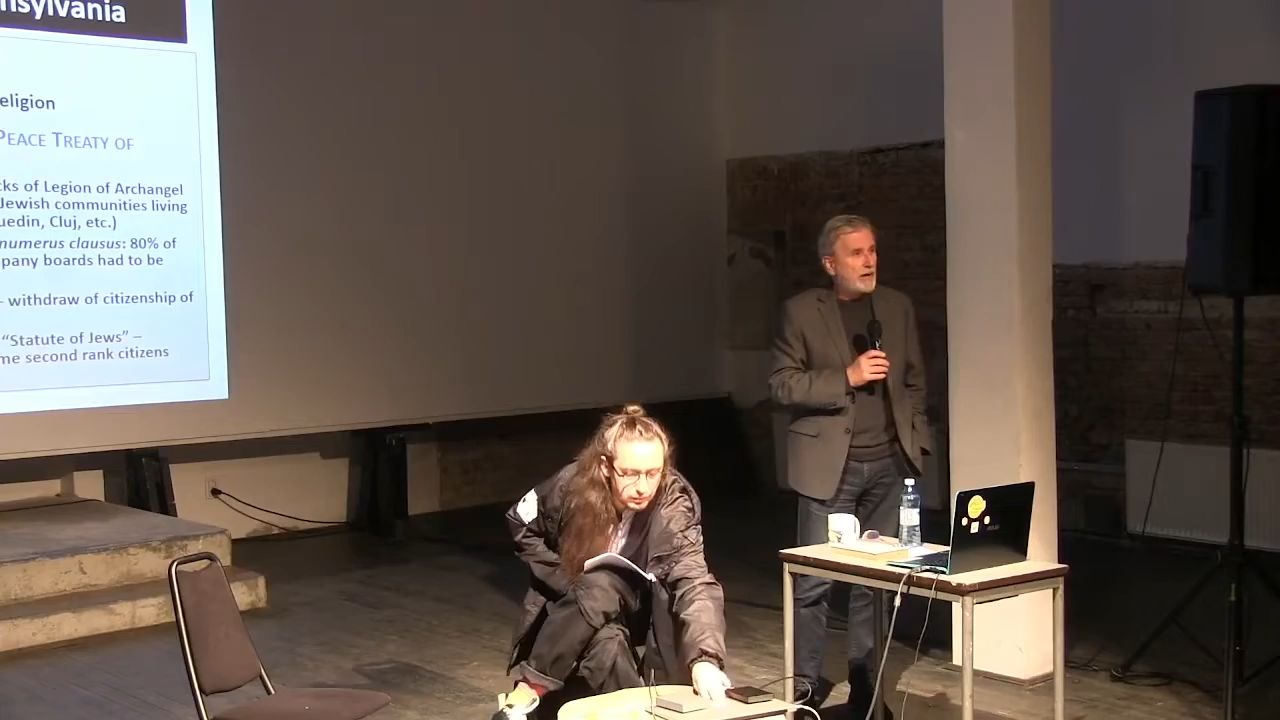 nsylvania
eligion
PEACE TREATY OF
cks of Legion of Archangel
Jewish communities living
uedin, Cluj, etc.)
numerus clausus: 80% of
pany boards had to be
- withdraw of citizenship of
“Statute of Jews” –
me second rank citizens